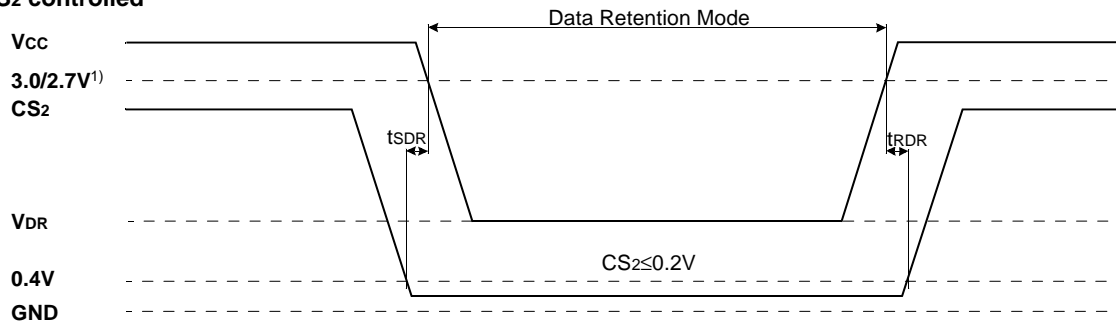 S2 controlled
Data Retention Mode
VCC
3.0/2.7V1)
CS2
tSDR
tRDR
VDR
CS2≤0.2V
0.4V
GND